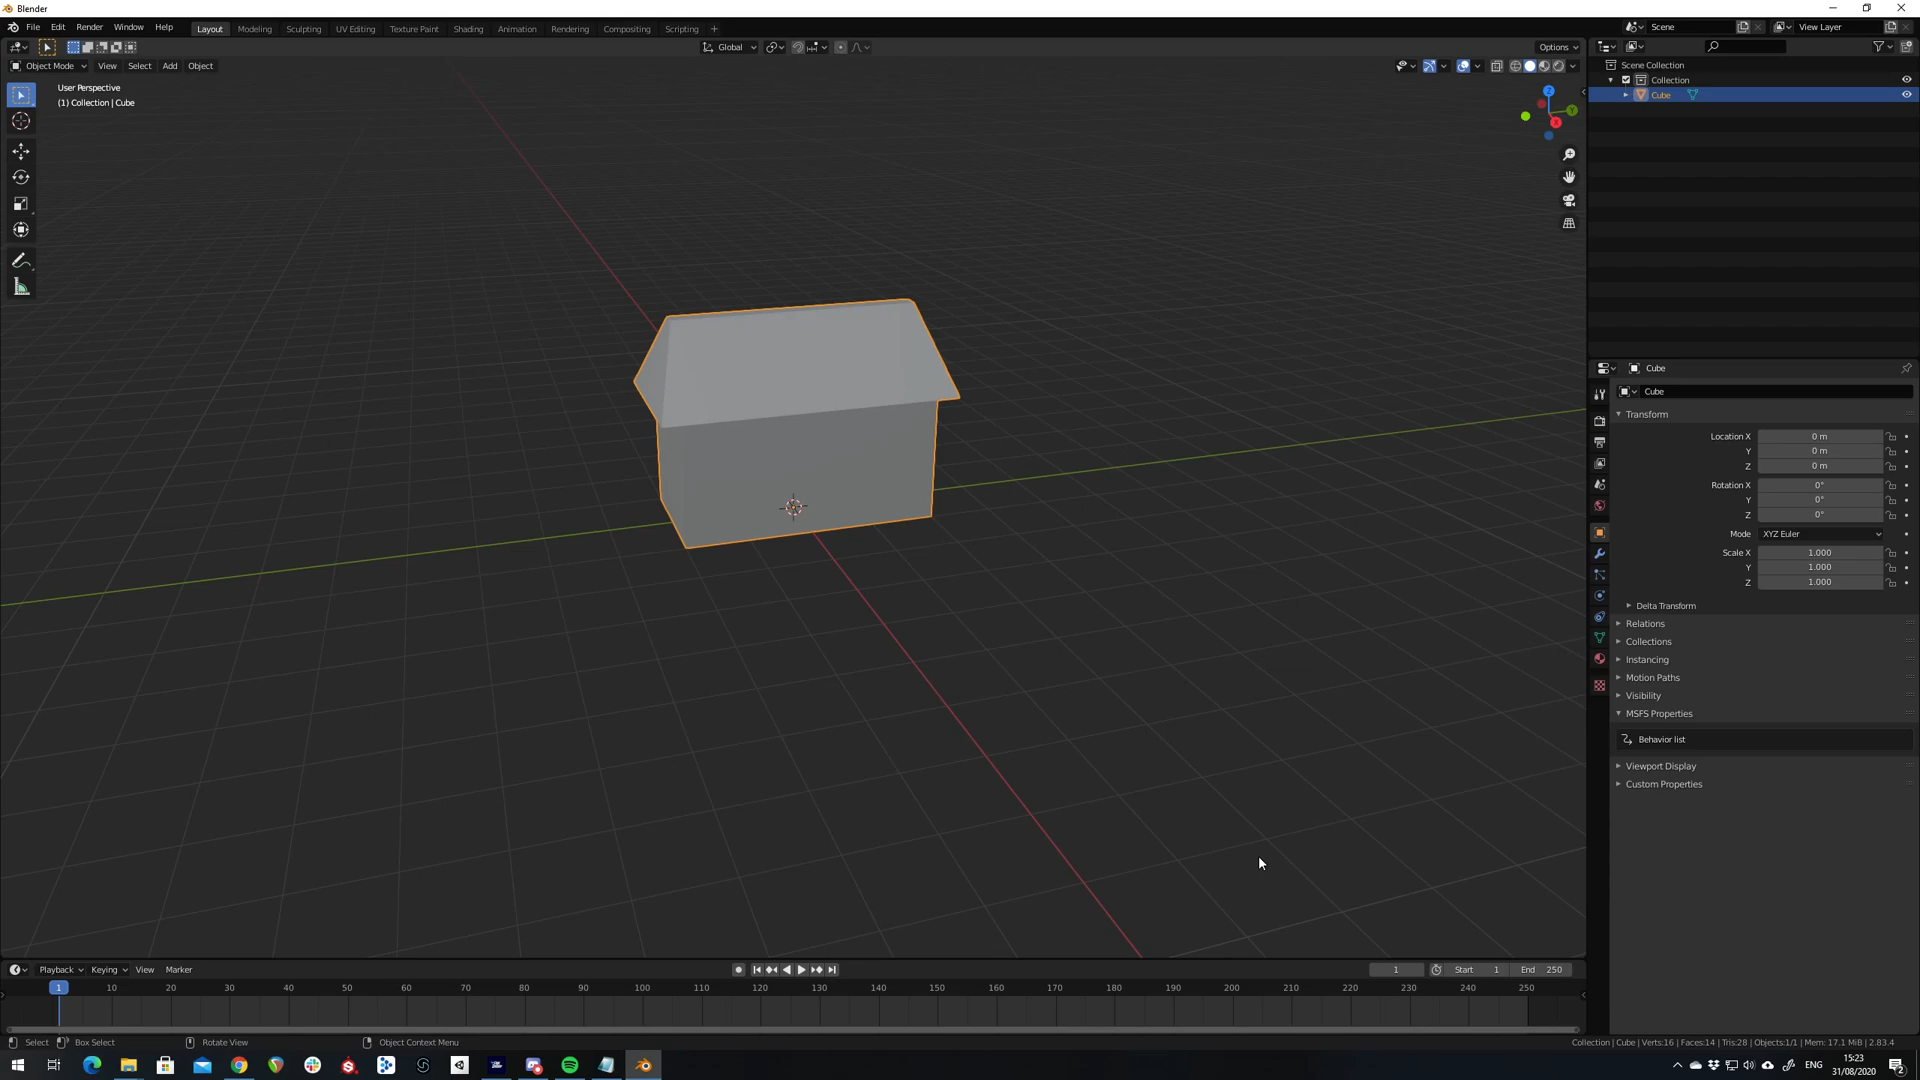 Blender
File Edit Render Window Help Layout Modeling Sculpting UV Editing Texture Paint Shading Animation Rendering Compositing Scripting + Scene View Layer
Global Options
Object Mode View Select Add Object
User Perspective
(1) Collection | Cube
Z
Y
X
Scene Collection
Collection
Cube
Cube
Cube
Transform
Location X 0 m
Y 0 m
Z 0 m
Rotation X 0°
Y 0°
Z 0°
Mode XYZ Euler
Scale X 1.000
Y 1.000
Z 1.000
Delta Transform
Relations
Collections
Instancing
Motion Paths
Visibility
MSFS Properties
Behavior list
Viewport Display
Custom Properties
Playback Keying View Marker 1 Start 1 End 250
1 10 20 30 40 50 60 70 80 90 100 110 120 130 140 150 160 170 180 190 200 210 220 230 240 250
Select Box Select Rotate View Object Context Menu Collection | Cube | Verts:16 | Faces:14 | Tris:28 | Objects:1/1 | Mem: 17.1 MiB | 2.83.4
ENG 15:23
31/08/2020 2